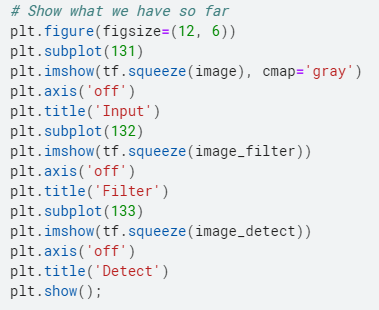 # Show what we have so far
plt.figure(figsize=(12, 6))
plt.subplot(131)
plt.imshow(tf.squeeze(image), cmap='gray')
plt.axis('off')
plt.title('Input')
plt.subplot(132)
plt.imshow(tf.squeeze(image_filter))
plt.axis('off')
plt.title('Filter')
plt.subplot(133)
plt.imshow(tf.squeeze(image_detect))
plt.axis('off')
plt.title('Detect')
plt.show();